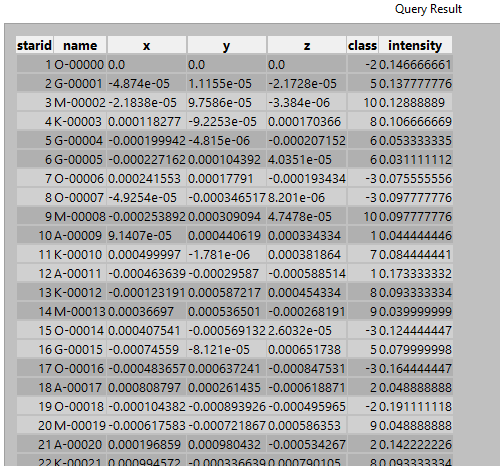 Query Result
starid name x y z class intensity
1 O-00000 0.0 0.0 0.0 -2 0.146666661
2 G-00001 -4.874e-05 1.1155e-05 -2.1728e-05 5 0.137777776
3 M-00002 -2.1838e-05 9.7586e-05 -3.384e-06 10 0.12888889
4 K-00003 0.000118277 -9.2253e-05 0.000170366 8 0.106666669
5 G-00004 -0.000199942 -4.815e-06 -0.000207152 6 0.053333335
6 G-00005 -0.000227162 0.000104392 4.0351e-05 6 0.031111112
7 O-00006 0.000241553 0.00017791 -0.000193434 -3 0.075555556
8 O-00007 -4.9254e-05 -0.000346517 8.201e-06 -3 0.097777776
9 M-00008 -0.000253892 0.000309094 4.7478e-05 10 0.097777776
10 A-00009 9.1407e-05 0.000440619 0.000334334 1 0.044444446
11 K-00010 0.000499997 -1.781e-06 0.000381864 7 0.084444441
12 A-00011 -0.000463639 -0.00029587 -0.000588514 1 0.173333332
13 K-00012 -0.000123191 0.000587217 0.000454334 8 0.093333334
14 M-00013 0.00036697 0.000536501 -0.000268191 9 0.039999999
15 O-00014 0.000407541 -0.000569132 2.6032e-05 -3 0.124444447
16 G-00015 -0.00074559 -8.121e-05 0.000651738 5 0.079999998
17 O-00016 -0.000483657 0.000637241 -0.000847531 -3 0.164444447
18 A-00017 0.000808797 0.000261435 -0.000618871 2 0.048888888
19 O-00018 -0.000104382 -0.000893926 -0.000495965 -2 0.191111118
20 M-00019 -0.000617583 -0.000721867 0.000586353 9 0.048888888
21 A-00020 0.000196859 0.000980432 -0.000534267 2 0.142222226
22 K-00021 0.000994572 -0.000336639 0.000790105 8 0.093333334